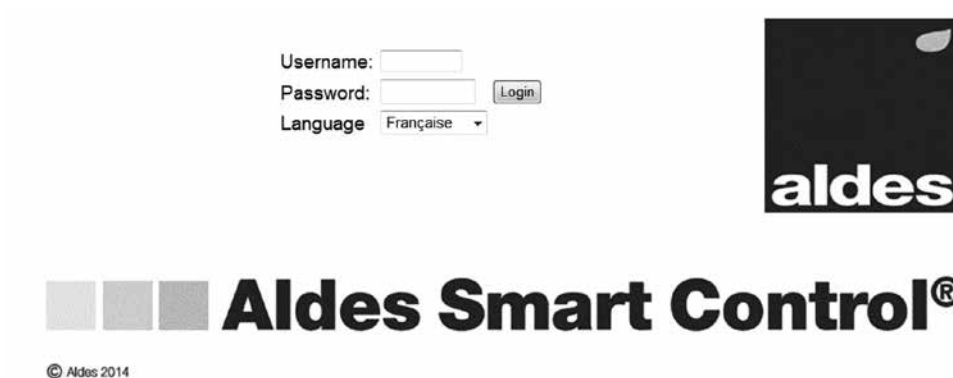 Username:
Password: Login
Language Française
aldes
Aldes Smart Control®
© Aldes 2014